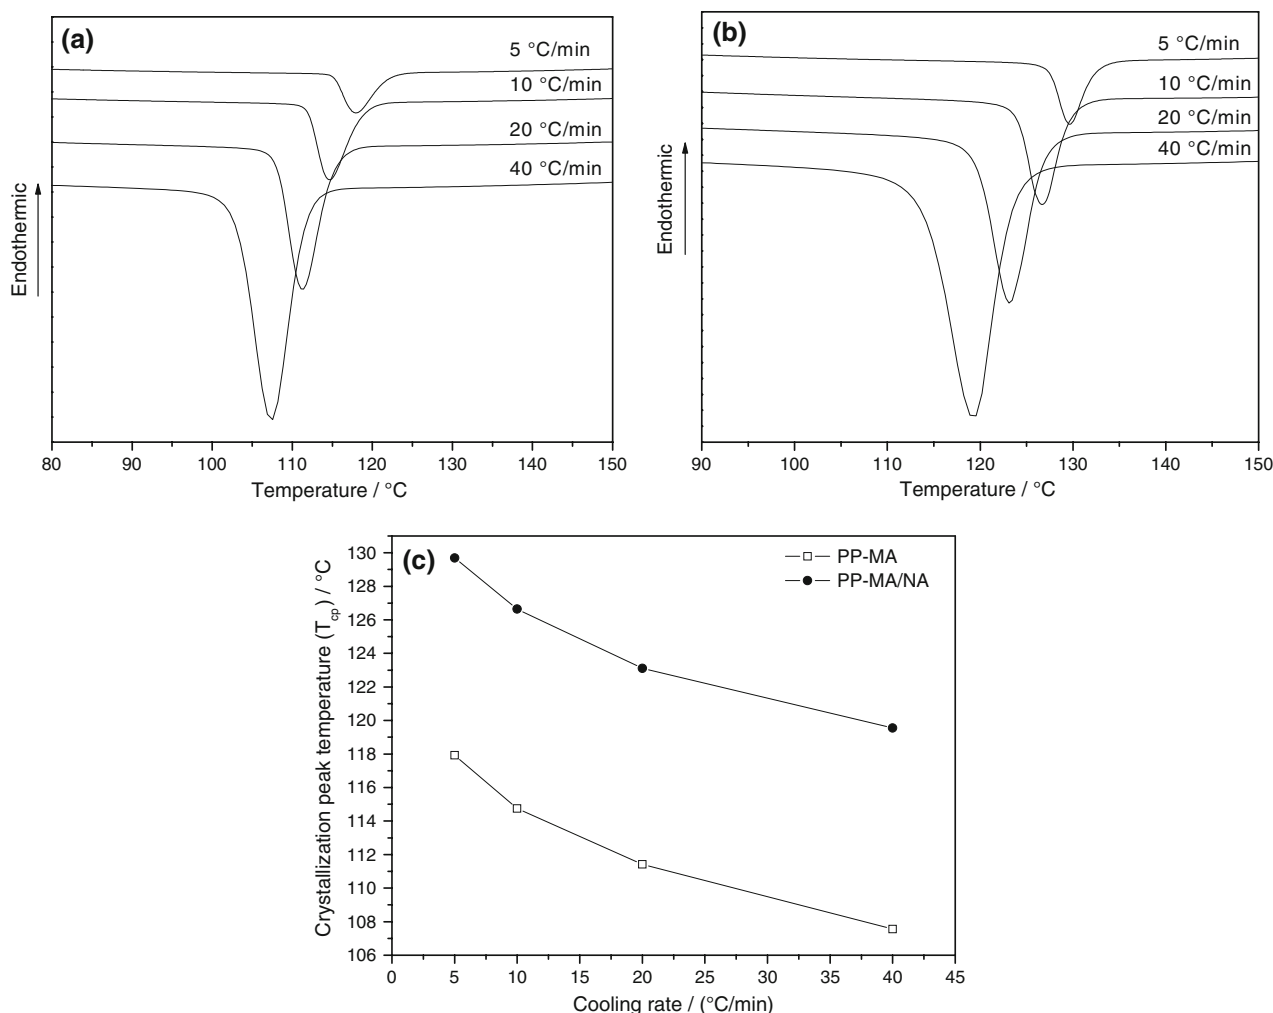 (a)
5 °C/min
10 °C/min
20 °C/min
40 °C/min
Endothermic
80 90 100 110 120 130 140 150
Temperature / °C
(b)
5 °C/min
10 °C/min
20 °C/min
40 °C/min
Endothermic
90 100 110 120 130 140 150
Temperature / °C
(c)
PP-MA
PP-MA/NA
Crystallization peak temperature (Tcp) / °C
130
128
126
124
122
120
118
116
114
112
110
108
106
0 5 10 15 20 25 30 35 40 45
Cooling rate / (°C/min)